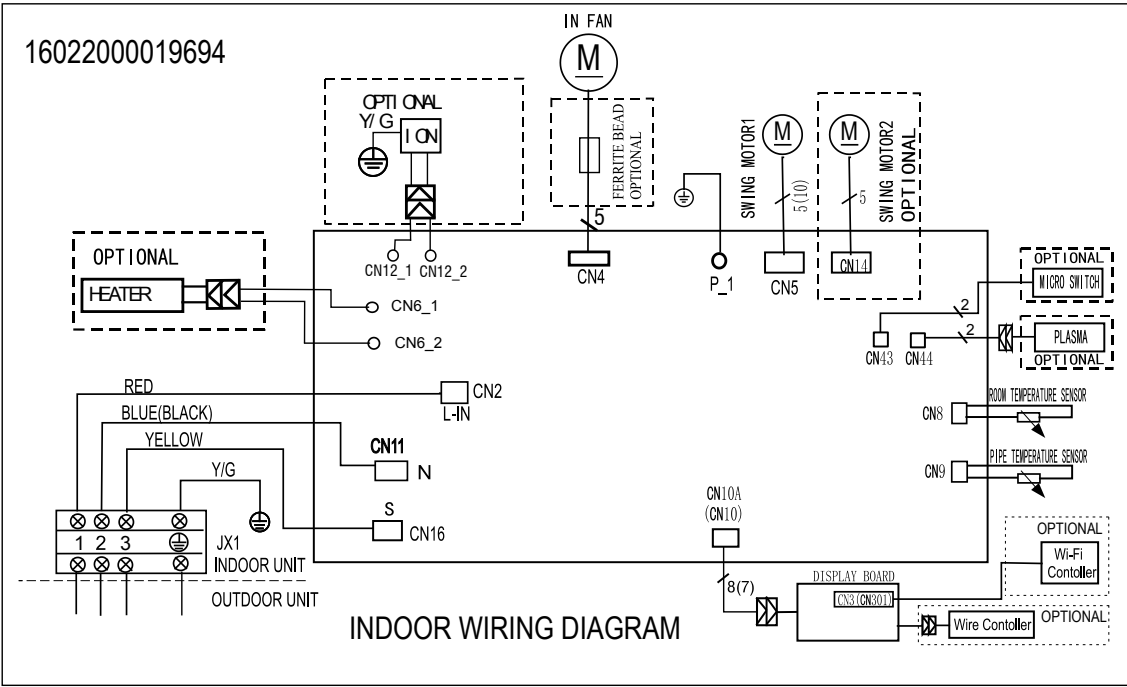 16022000019694
IN FAN
M
OPTIONAL
Y/G
ION
FERRITE BEAD
OPTIONAL
5
SWING MOTOR1
M
5(10)
M
5
SWING MOTOR2
OPTIONAL
OPTIONAL
HEATER
CN12_1
CN12_2
CN4
P_1
CN5
CN14
OPTIONAL
MICRO SWITCH
CN6_1
CN6_2
2
2
CN43
CN44
PLASMA
OPTIONAL
RED
CN2
L-IN
BLUE(BLACK)
CN11
N
YELLOW
Y/G
S
CN16
CN8
ROOM TEMPERATURE SENSOR
CN9
PIPE TEMPERATURE SENSOR
CN10A
(CN10)
1 2 3
JX1
INDOOR UNIT
OUTDOOR UNIT
8(7)
DISPLAY BOARD
CN3(CN301)
OPTIONAL
Wi-Fi
Contoller
Wire Contoller
OPTIONAL
INDOOR WIRING DIAGRAM